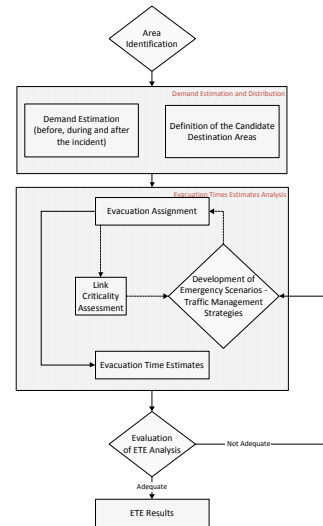 Area
Identification
Demand Estimation and Distribution
Demand Estimation
(before, during and after
the incident)
Definition of the Candidate
Destination Areas
Evacuation Times Estimates Analysis
Evacuation Assignment
Link
Criticality
Assessment
Development of
Emergency Scenarios -
Traffic Management
Strategies
Evacuation Time Estimates
Evaluation
of ETE Analysis
Not Adequate
Adequate
ETE Results